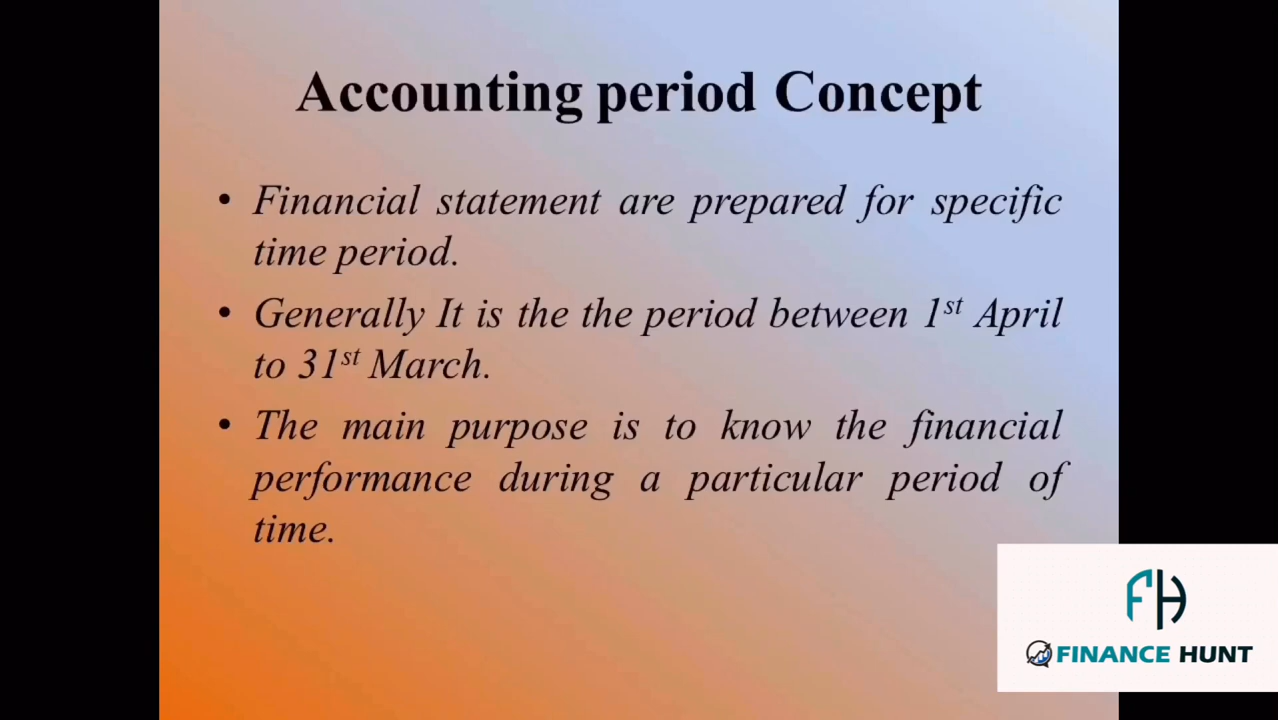 Accounting period Concept
• Financial statement are prepared for specific
time period.
• Generally It is the the period between 1st April
to 31st March.
• The main purpose is to know the financial
performance during a particular period of
time.
FH
FINANCE HUNT